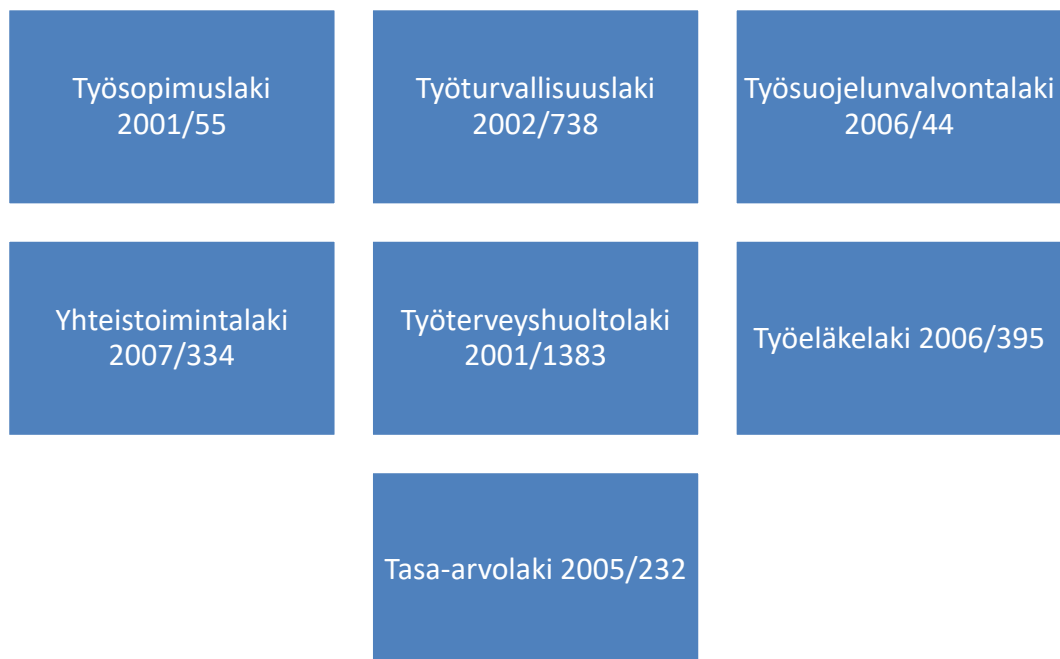 Työsopimuslaki
2001/55
Työturvallisuuslaki
2002/738
Työsuojelunvalvontalaki
2006/44
Yhteistoimintalaki
2007/334
Työterveyshuoltolaki
2001/1383
Työeläkelaki 2006/395
Tasa-arvolaki 2005/232